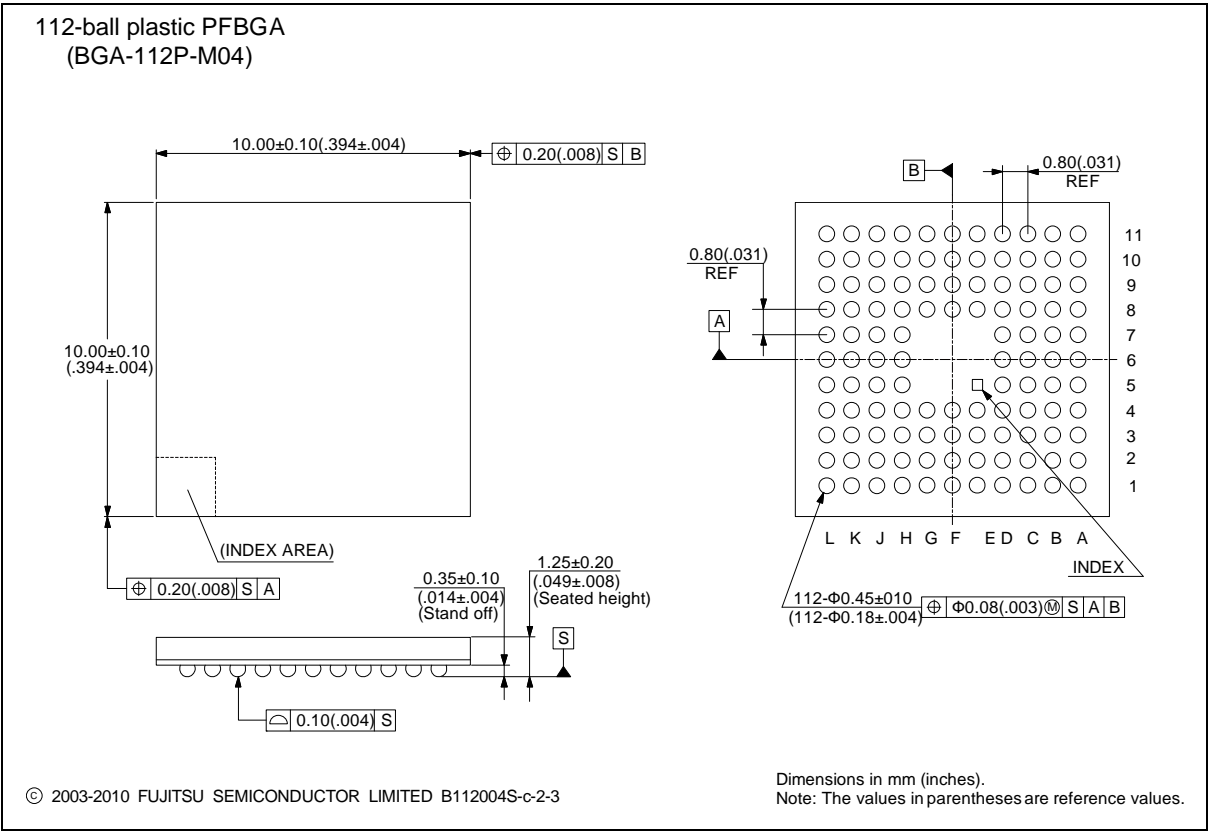 112-ball plastic PFBGA
(BGA-112P-M04)
10.00±0.10(.394±.004)
⌖ 0.20(.008) S B
10.00±0.10
(.394±.004)
(INDEX AREA)
⌖ 0.20(.008) S A
0.35±0.10
(.014±.004)
(Stand off)
1.25±0.20
(.049±.008)
(Seated height)
S
⌓ 0.10(.004) S
B
0.80(.031)
REF
0.80(.031)
REF
A
11
10
9
8
7
6
5
4
3
2
1
L K J H G F E D C B A
INDEX
112-Φ0.45±010
(112-Φ0.18±.004)
⌖ Φ0.08(.003)Ⓜ S A B
© 2003-2010 FUJITSU SEMICONDUCTOR LIMITED B112004S-c-2-3
Dimensions in mm (inches).
Note: The values in parentheses are reference values.